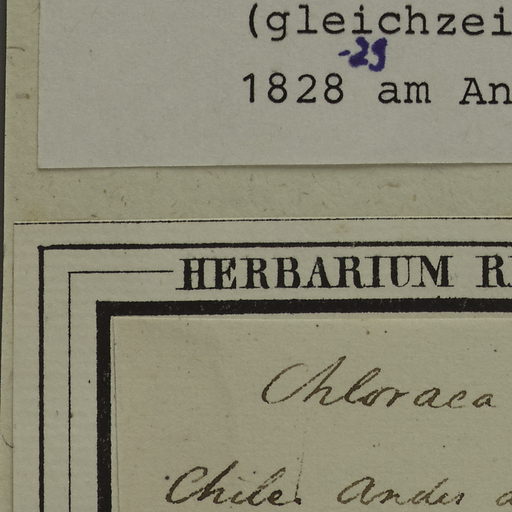 (gleichzei
-29
1828 am An
HERBARIUM R
Chloraea
Chile. Andes